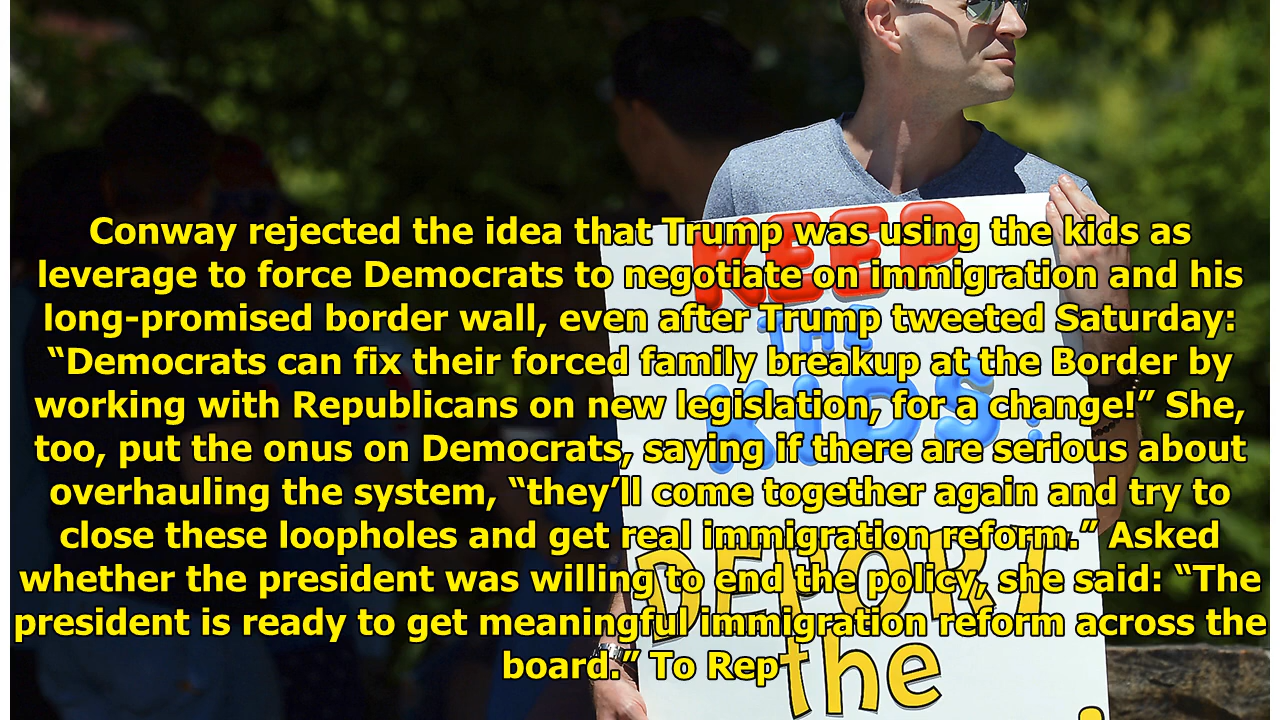 Conway rejected the idea that Trump was using the kids as
leverage to force Democrats to negotiate on immigration and his
long-promised border wall, even after Trump tweeted Saturday:
“Democrats can fix their forced family breakup at the Border by
working with Republicans on new legislation, for a change!” She,
too, put the onus on Democrats, saying if there are serious about
overhauling the system, “they’ll come together again and try to
close these loopholes and get real immigration reform.” Asked
whether the president was willing to end the policy, she said: “The
president is ready to get meaningful immigration reform across the
board.” To Rep
KEEP
THE
KIDS:
DEPORT
the